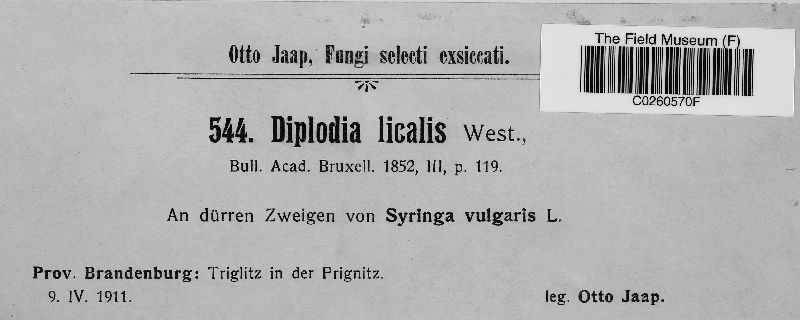 Otto Jaap, Fungi selecti exsiccati.
The Field Museum (F)
C0260570F
544. Diplodia licalis West.,
Bull. Acad. Bruxell. 1852, III, p. 119.
An dürren Zweigen von Syringa vulgaris L.
Prov. Brandenburg: Triglitz in der Prignitz.
9. IV. 1911.
leg. Otto Jaap.